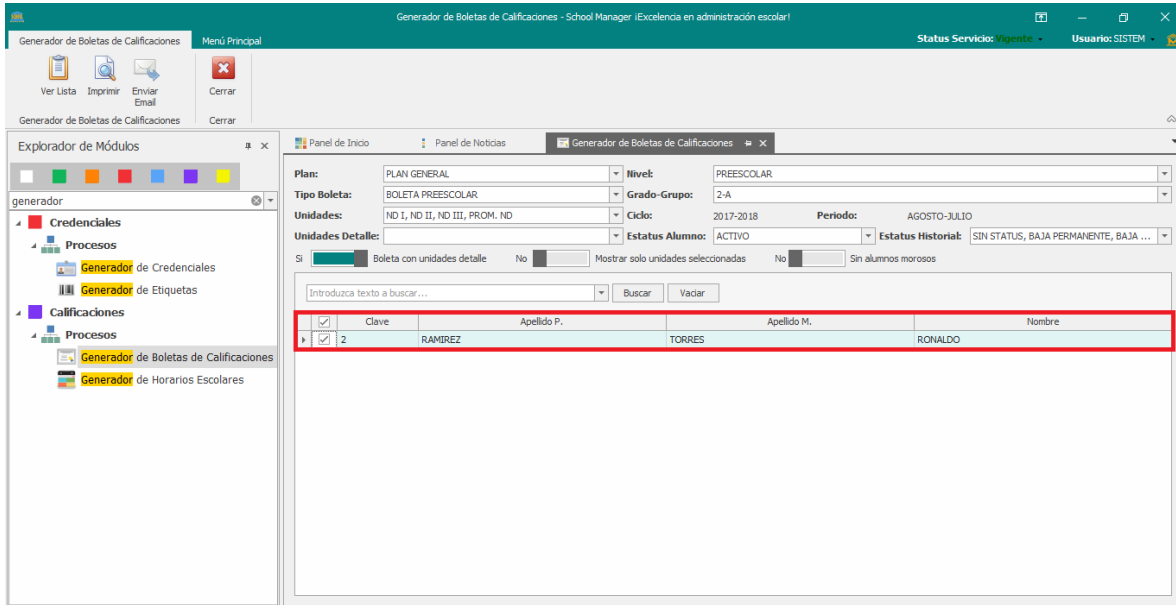 Generador de Boletas de Calificaciones - School Manager ¡Excelencia en administración escolar!
Generador de Boletas de Calificaciones Menú Principal Status Servicio: Vigente Usuario: SISTEM
Ver Lista Imprimir Enviar Email Cerrar
Generador de Boletas de Calificaciones Cerrar
Explorador de Módulos
generador
Credenciales
Procesos
Generador de Credenciales
Generador de Etiquetas
Calificaciones
Procesos
Generador de Boletas de Calificaciones
Generador de Horarios Escolares
Panel de Inicio Panel de Noticias Generador de Boletas de Calificaciones
Plan: PLAN GENERAL Nivel: PREESCOLAR
Tipo Boleta: BOLETA PREESCOLAR Grado-Grupo: 2-A
Unidades: ND I, ND II, ND III, PROM. ND Ciclo: 2017-2018 Periodo: AGOSTO-JULIO
Unidades Detalle: Estatus Alumno: ACTIVO Estatus Historial: SIN STATUS, BAJA PERMANENTE, BAJA ...
Si Boleta con unidades detalle No Mostrar solo unidades seleccionadas No Sin alumnos morosos
Introduzca texto a buscar... Buscar Vaciar
Clave Apellido P. Apellido M. Nombre
2 RAMIREZ TORRES RONALDO